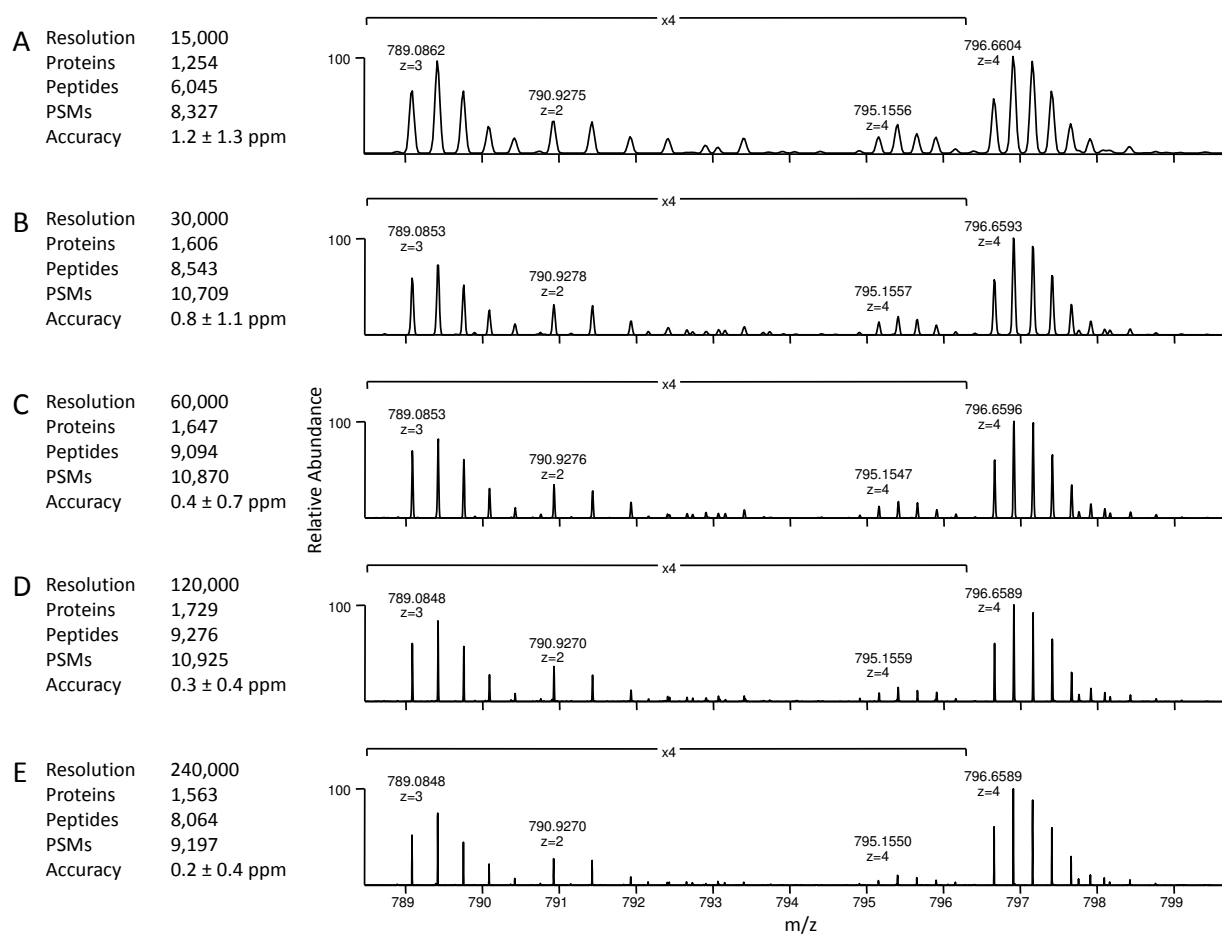 A
Resolution 15,000
Proteins 1,254
Peptides 6,045
PSMs 8,327
Accuracy 1.2 ± 1.3 ppm
x4
100
789.0862
z=3
790.9275
z=2
795.1556
z=4
796.6604
z=4
B
Resolution 30,000
Proteins 1,606
Peptides 8,543
PSMs 10,709
Accuracy 0.8 ± 1.1 ppm
x4
100
789.0853
z=3
790.9278
z=2
795.1557
z=4
796.6593
z=4
C
Resolution 60,000
Proteins 1,647
Peptides 9,094
PSMs 10,870
Accuracy 0.4 ± 0.7 ppm
Relative Abundance
x4
100
789.0853
z=3
790.9276
z=2
795.1547
z=4
796.6596
z=4
D
Resolution 120,000
Proteins 1,729
Peptides 9,276
PSMs 10,925
Accuracy 0.3 ± 0.4 ppm
x4
100
789.0848
z=3
790.9270
z=2
795.1559
z=4
796.6589
z=4
E
Resolution 240,000
Proteins 1,563
Peptides 8,064
PSMs 9,197
Accuracy 0.2 ± 0.4 ppm
x4
100
789.0848
z=3
790.9270
z=2
795.1550
z=4
796.6589
z=4
789 790 791 792 793 794 795 796 797 798 799
m/z